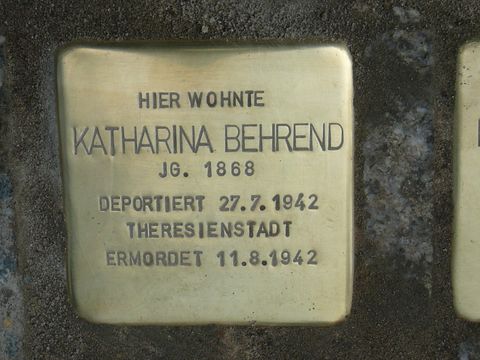 HIER WOHNTE
KATHARINA BEHREND
JG. 1868
DEPORTIERT 27.7.1942
THERESIENSTADT
ERMORDET 11.8.1942